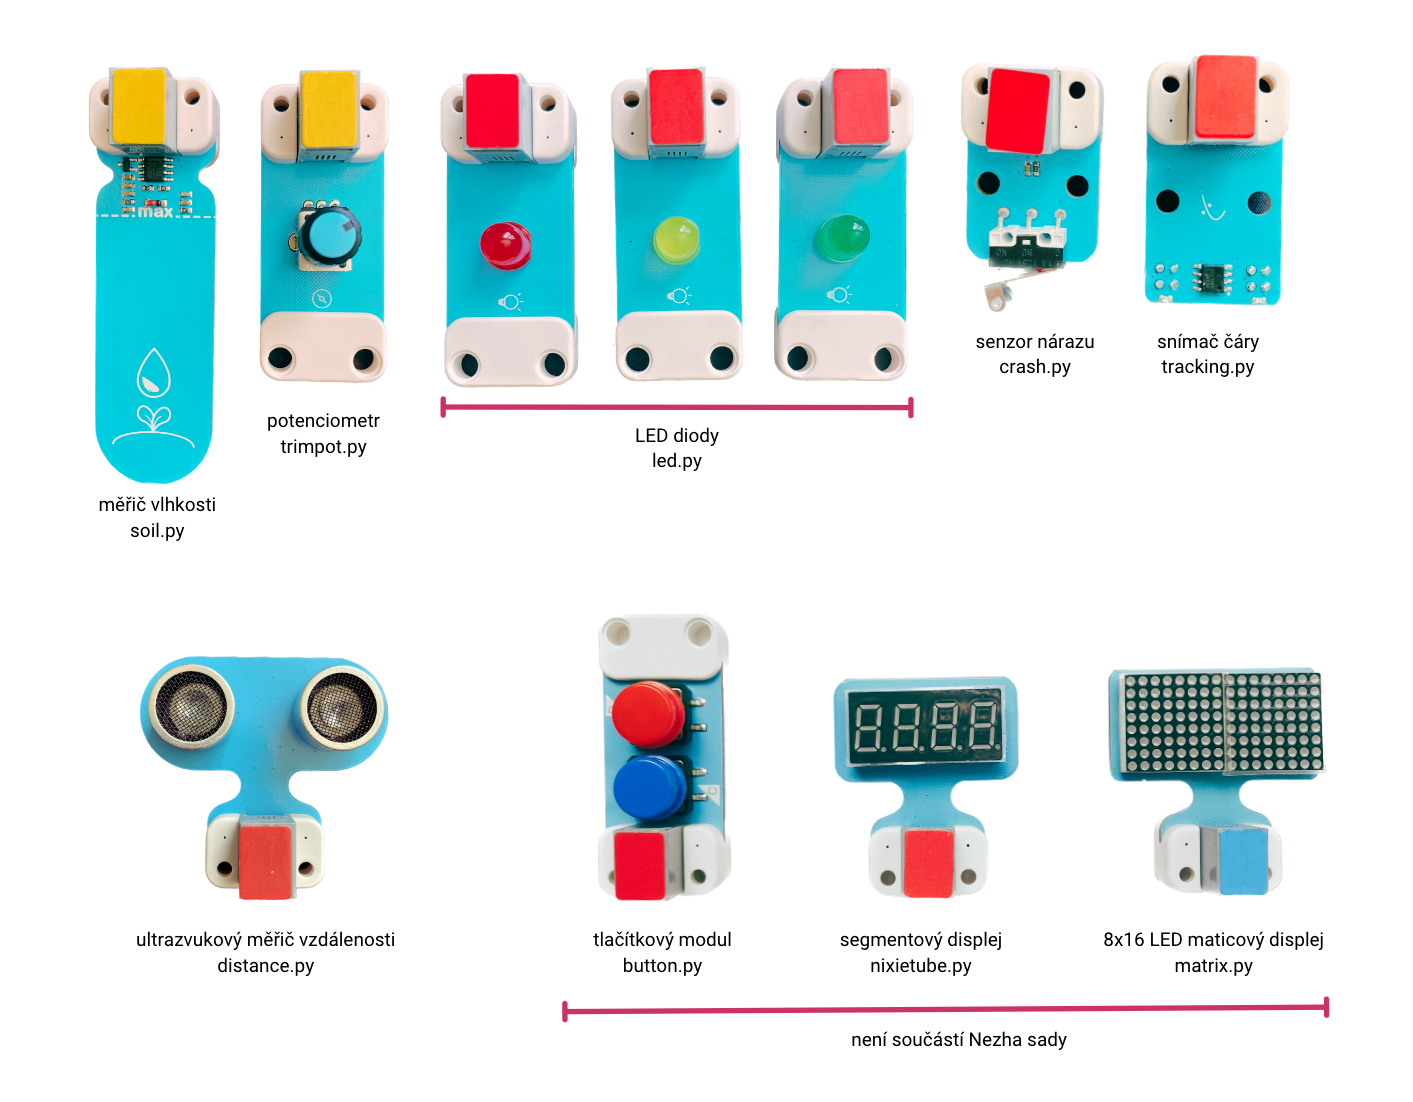 max
měřič vlhkosti
soil.py
potenciometr
trimpot.py
LED diody
led.py
senzor nárazu
crash.py
snímač čáry
tracking.py
ultrazvukový měřič vzdálenosti
distance.py
tlačítkový modul
button.py
segmentový displej
nixietube.py
8x16 LED maticový displej
matrix.py
není součástí Nezha sady